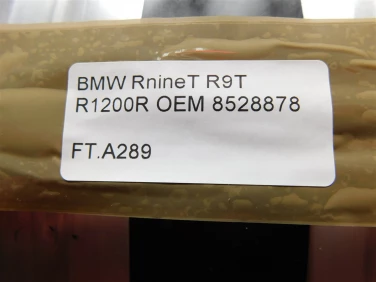 BMW RnineT R9T
R1200R OEM 8528878
FT.A289